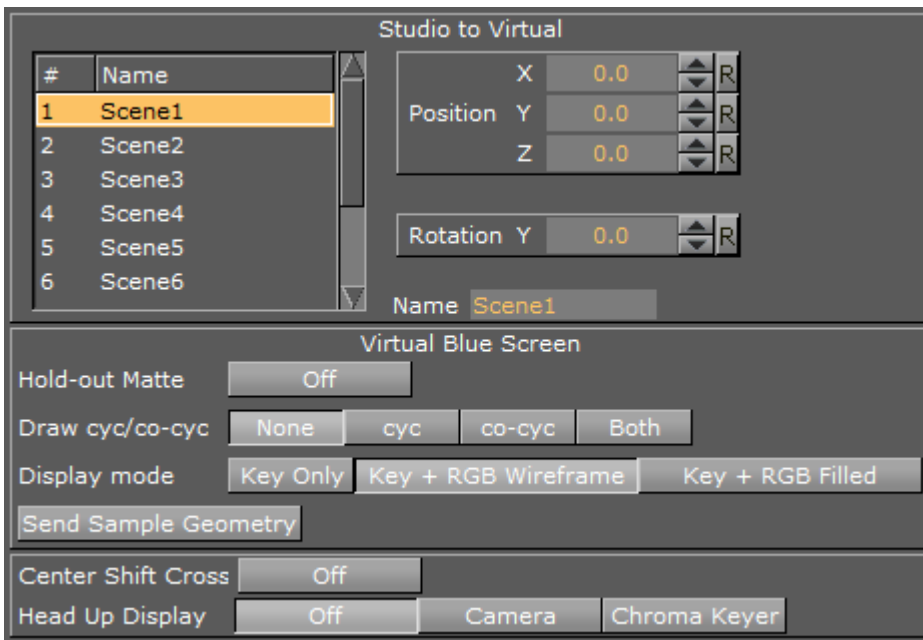 Studio to Virtual
# Name
1 Scene1
2 Scene2
3 Scene3
4 Scene4
5 Scene5
6 Scene6
X 0.0 R
Position Y 0.0 R
Z 0.0 R
Rotation Y 0.0 R
Name Scene1
Virtual Blue Screen
Hold-out Matte Off
Draw cyc/co-cyc None cyc co-cyc Both
Display mode Key Only Key + RGB Wireframe Key + RGB Filled
Send Sample Geometry
Center Shift Cross Off
Head Up Display Off Camera Chroma Keyer